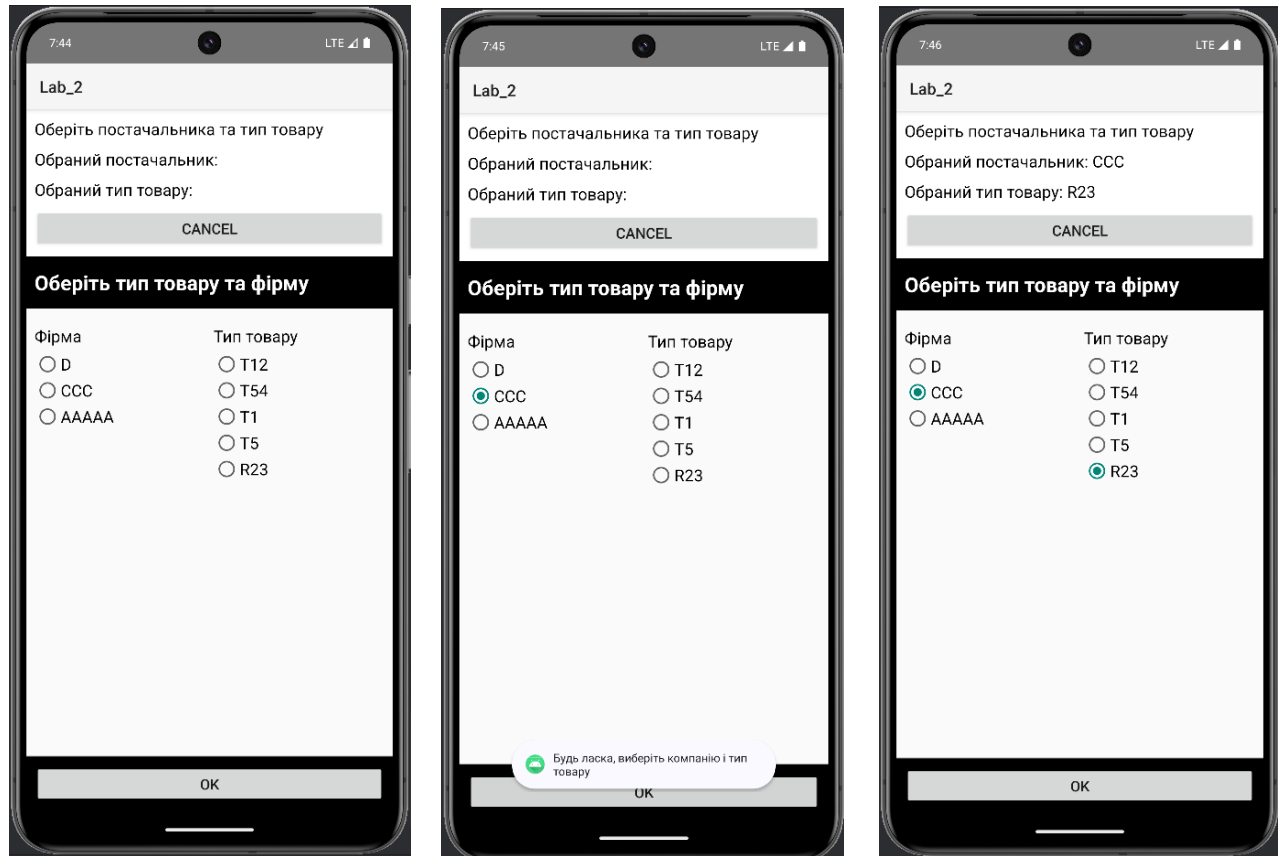 7:44 LTE
Lab_2
Оберіть постачальника та тип товару
Обраний постачальник:
Обраний тип товару:
CANCEL
Оберіть тип товару та фірму
Фірма Тип товару
D T12
CCC T54
AAAAA T1
T5
R23
OK
7:45 LTE
Lab_2
Оберіть постачальника та тип товару
Обраний постачальник:
Обраний тип товару:
CANCEL
Оберіть тип товару та фірму
Фірма Тип товару
D T12
CCC T54
AAAAA T1
T5
R23
Будь ласка, виберіть компанію і тип
товару
OK
7:46 LTE
Lab_2
Оберіть постачальника та тип товару
Обраний постачальник: CCC
Обраний тип товару: R23
CANCEL
Оберіть тип товару та фірму
Фірма Тип товару
D T12
CCC T54
AAAAA T1
T5
R23
OK